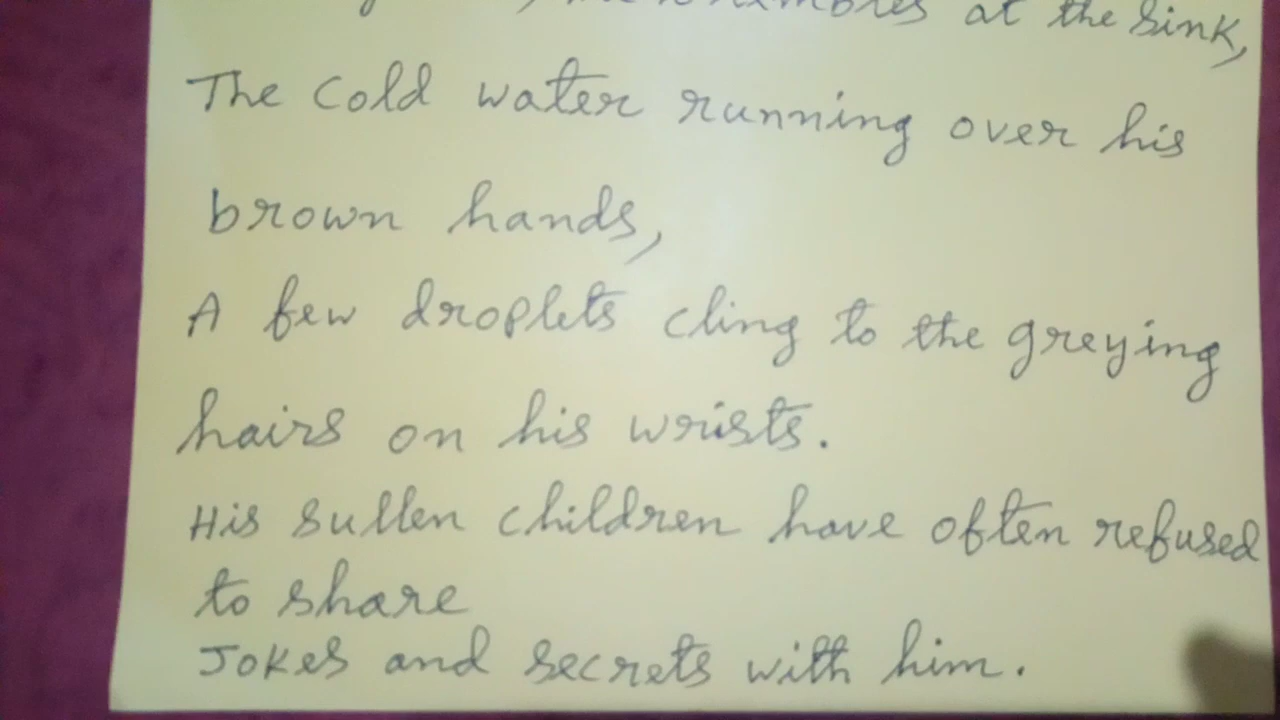 at the sink,
The cold water running over his
brown hands,
A few droplets cling to the greying
hairs on his wrists.
His sullen children have often refused
to share
Jokes and secrets with him.